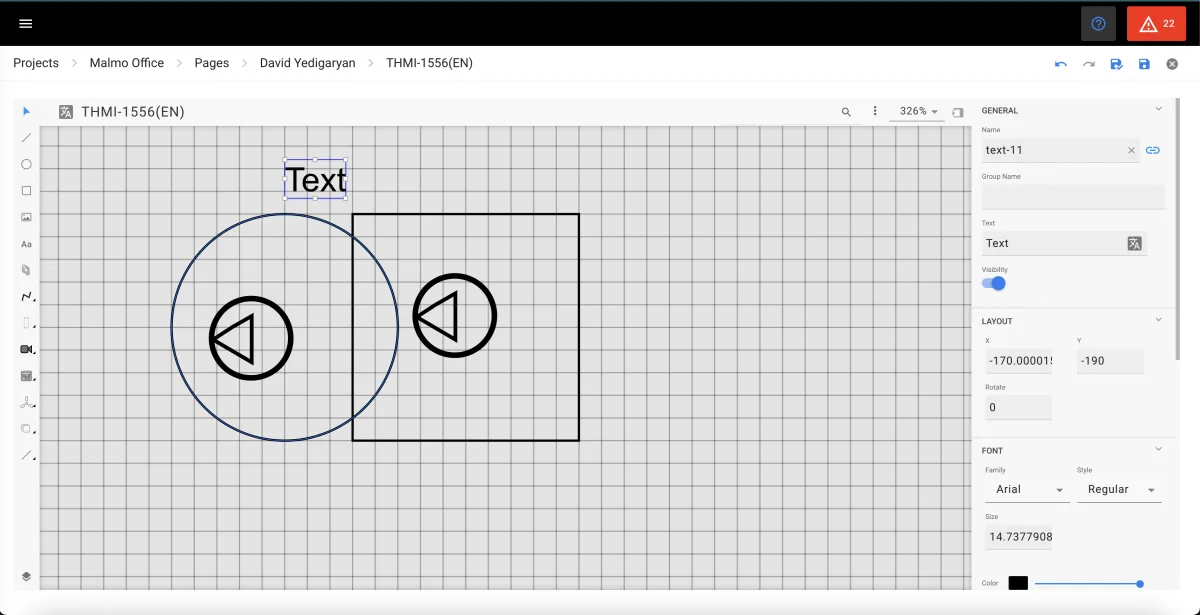 22
Projects > Malmo Office > Pages > David Yedigaryan > THMI-1556(EN)
THMI-1556(EN)
326%
Text
Aa
GENERAL
Name
text-11
Group Name
Text
Text
Visibility
LAYOUT
X Y
-170.000015 -190
Rotate
0
FONT
Family Style
Arial Regular
Size
14.7377908
Color